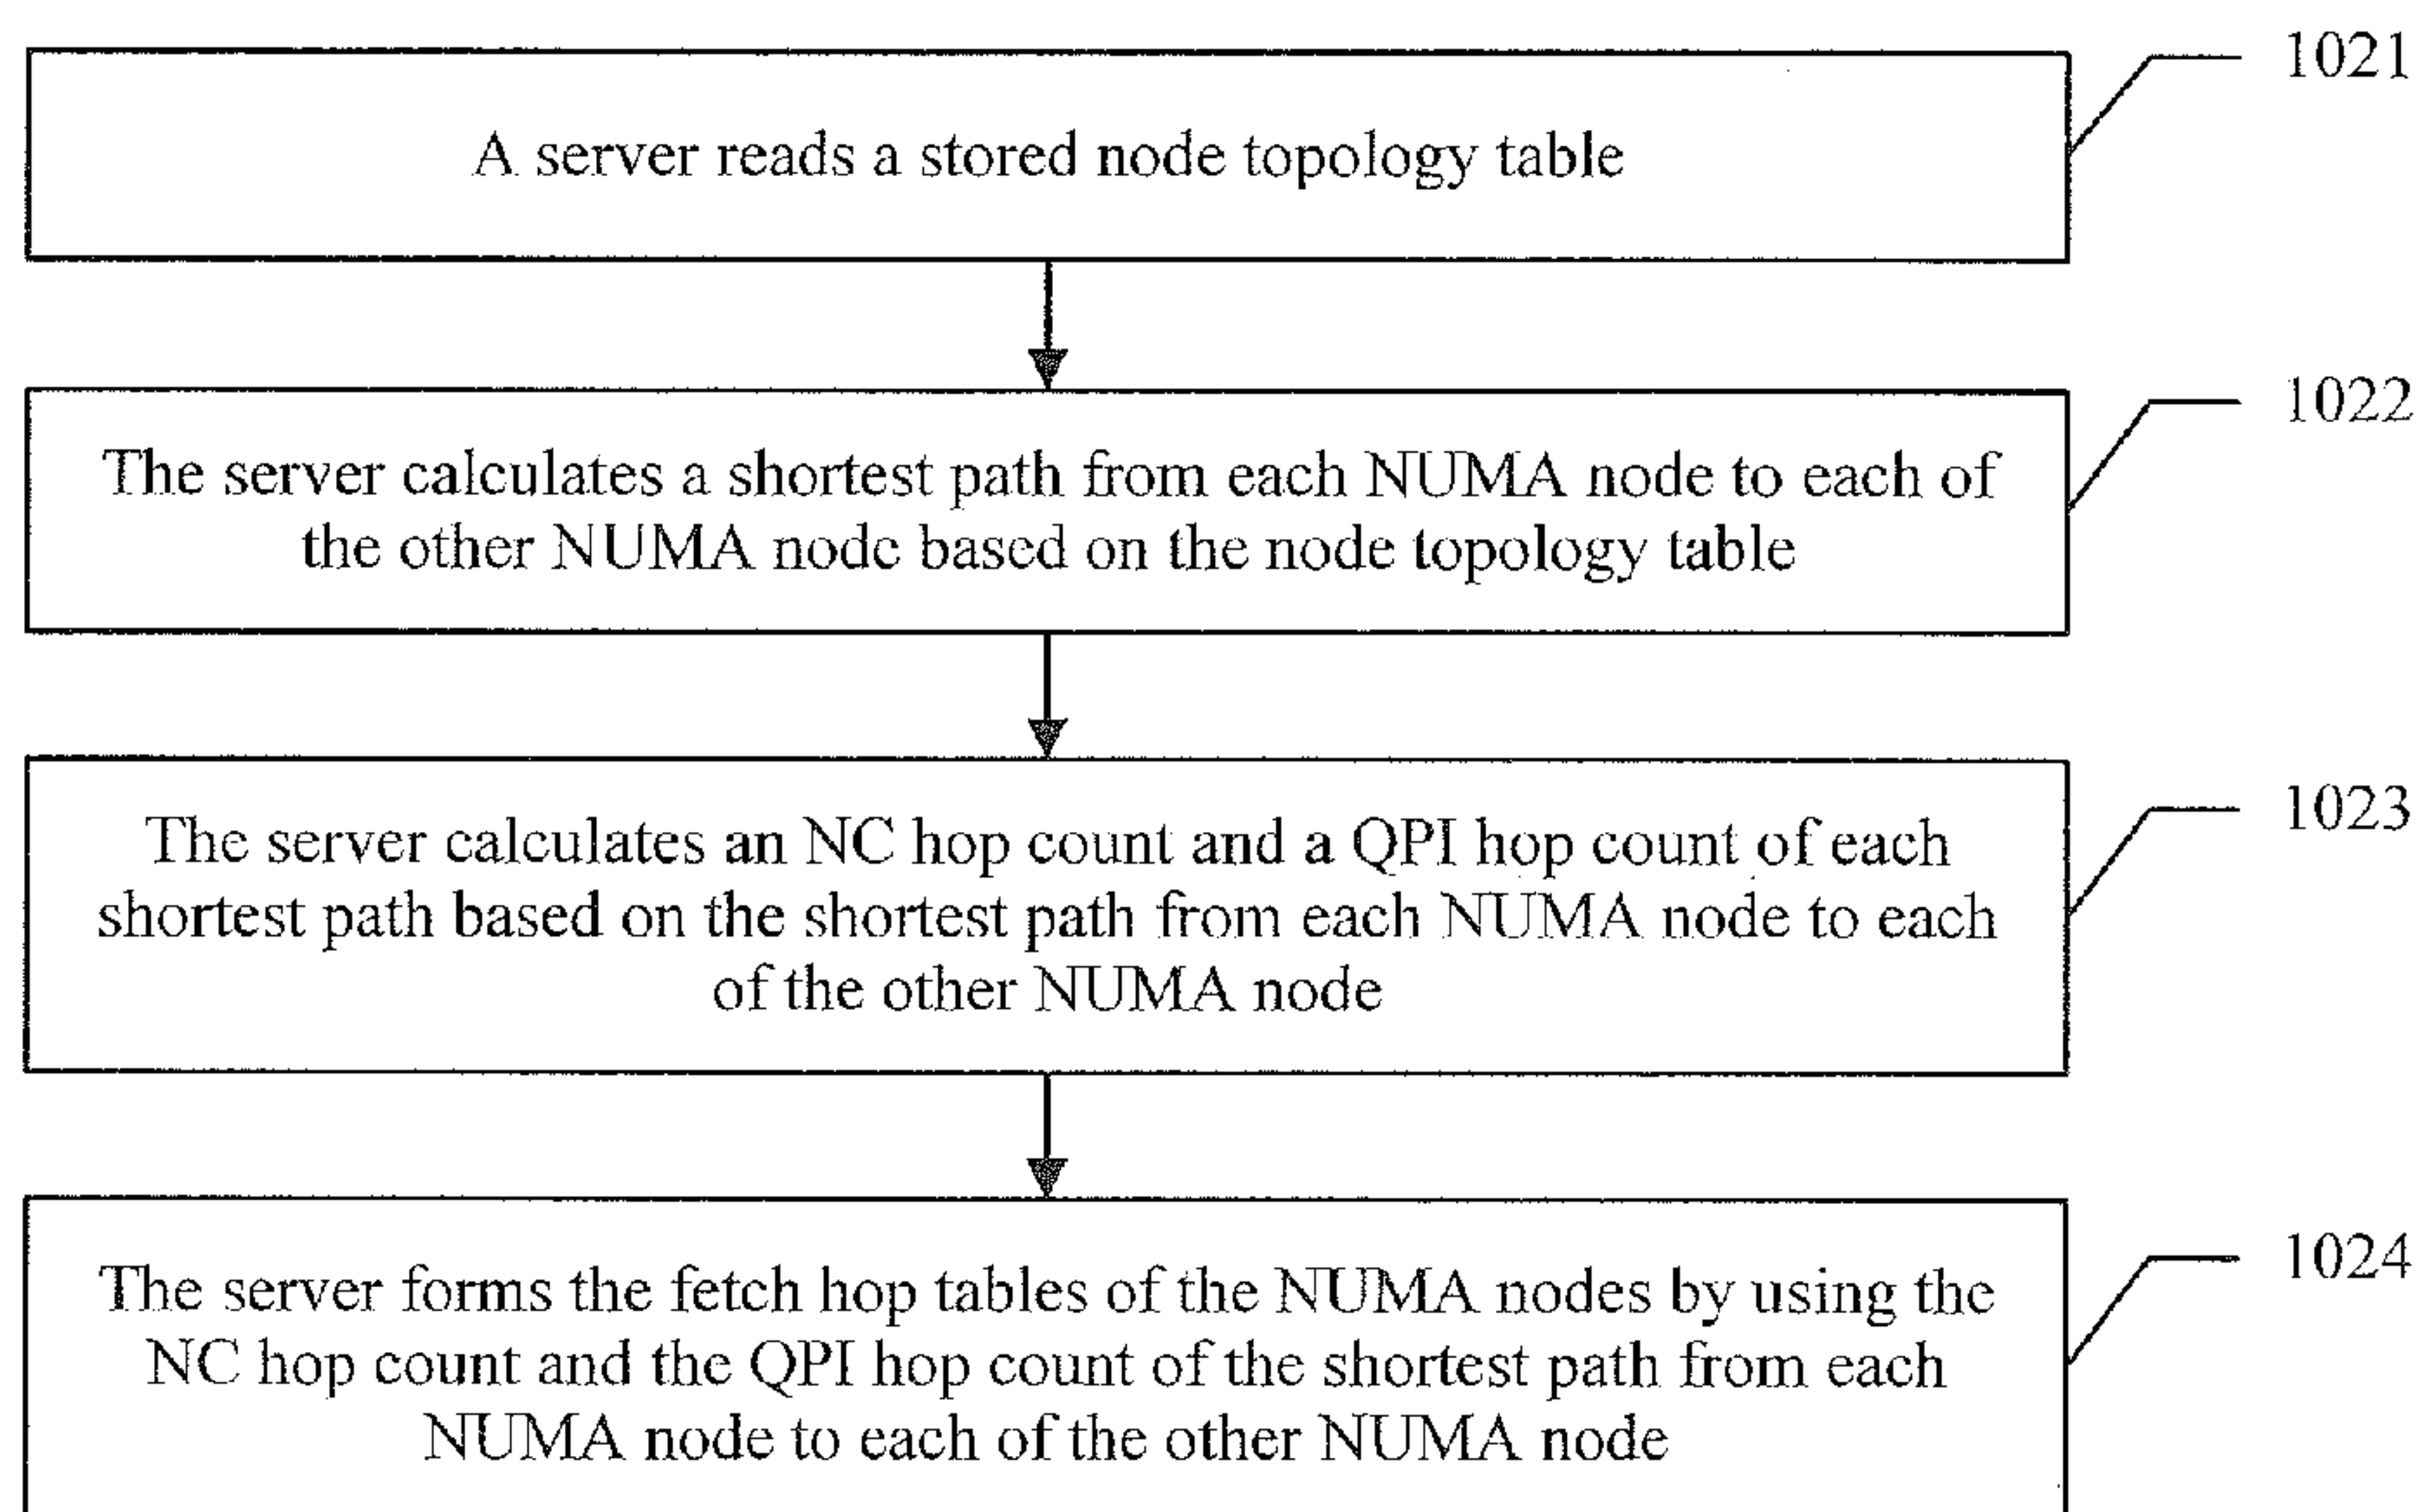 1021
A server reads a stored node topology table
1022
The server calculates a shortest path from each NUMA node to each of
the other NUMA node based on the node topology table
1023
The server calculates an NC hop count and a QPI hop count of each
shortest path based on the shortest path from each NUMA node to each
of the other NUMA node
1024
The server forms the fetch hop tables of the NUMA nodes by using the
NC hop count and the QPI hop count of the shortest path from each
NUMA node to each of the other NUMA node